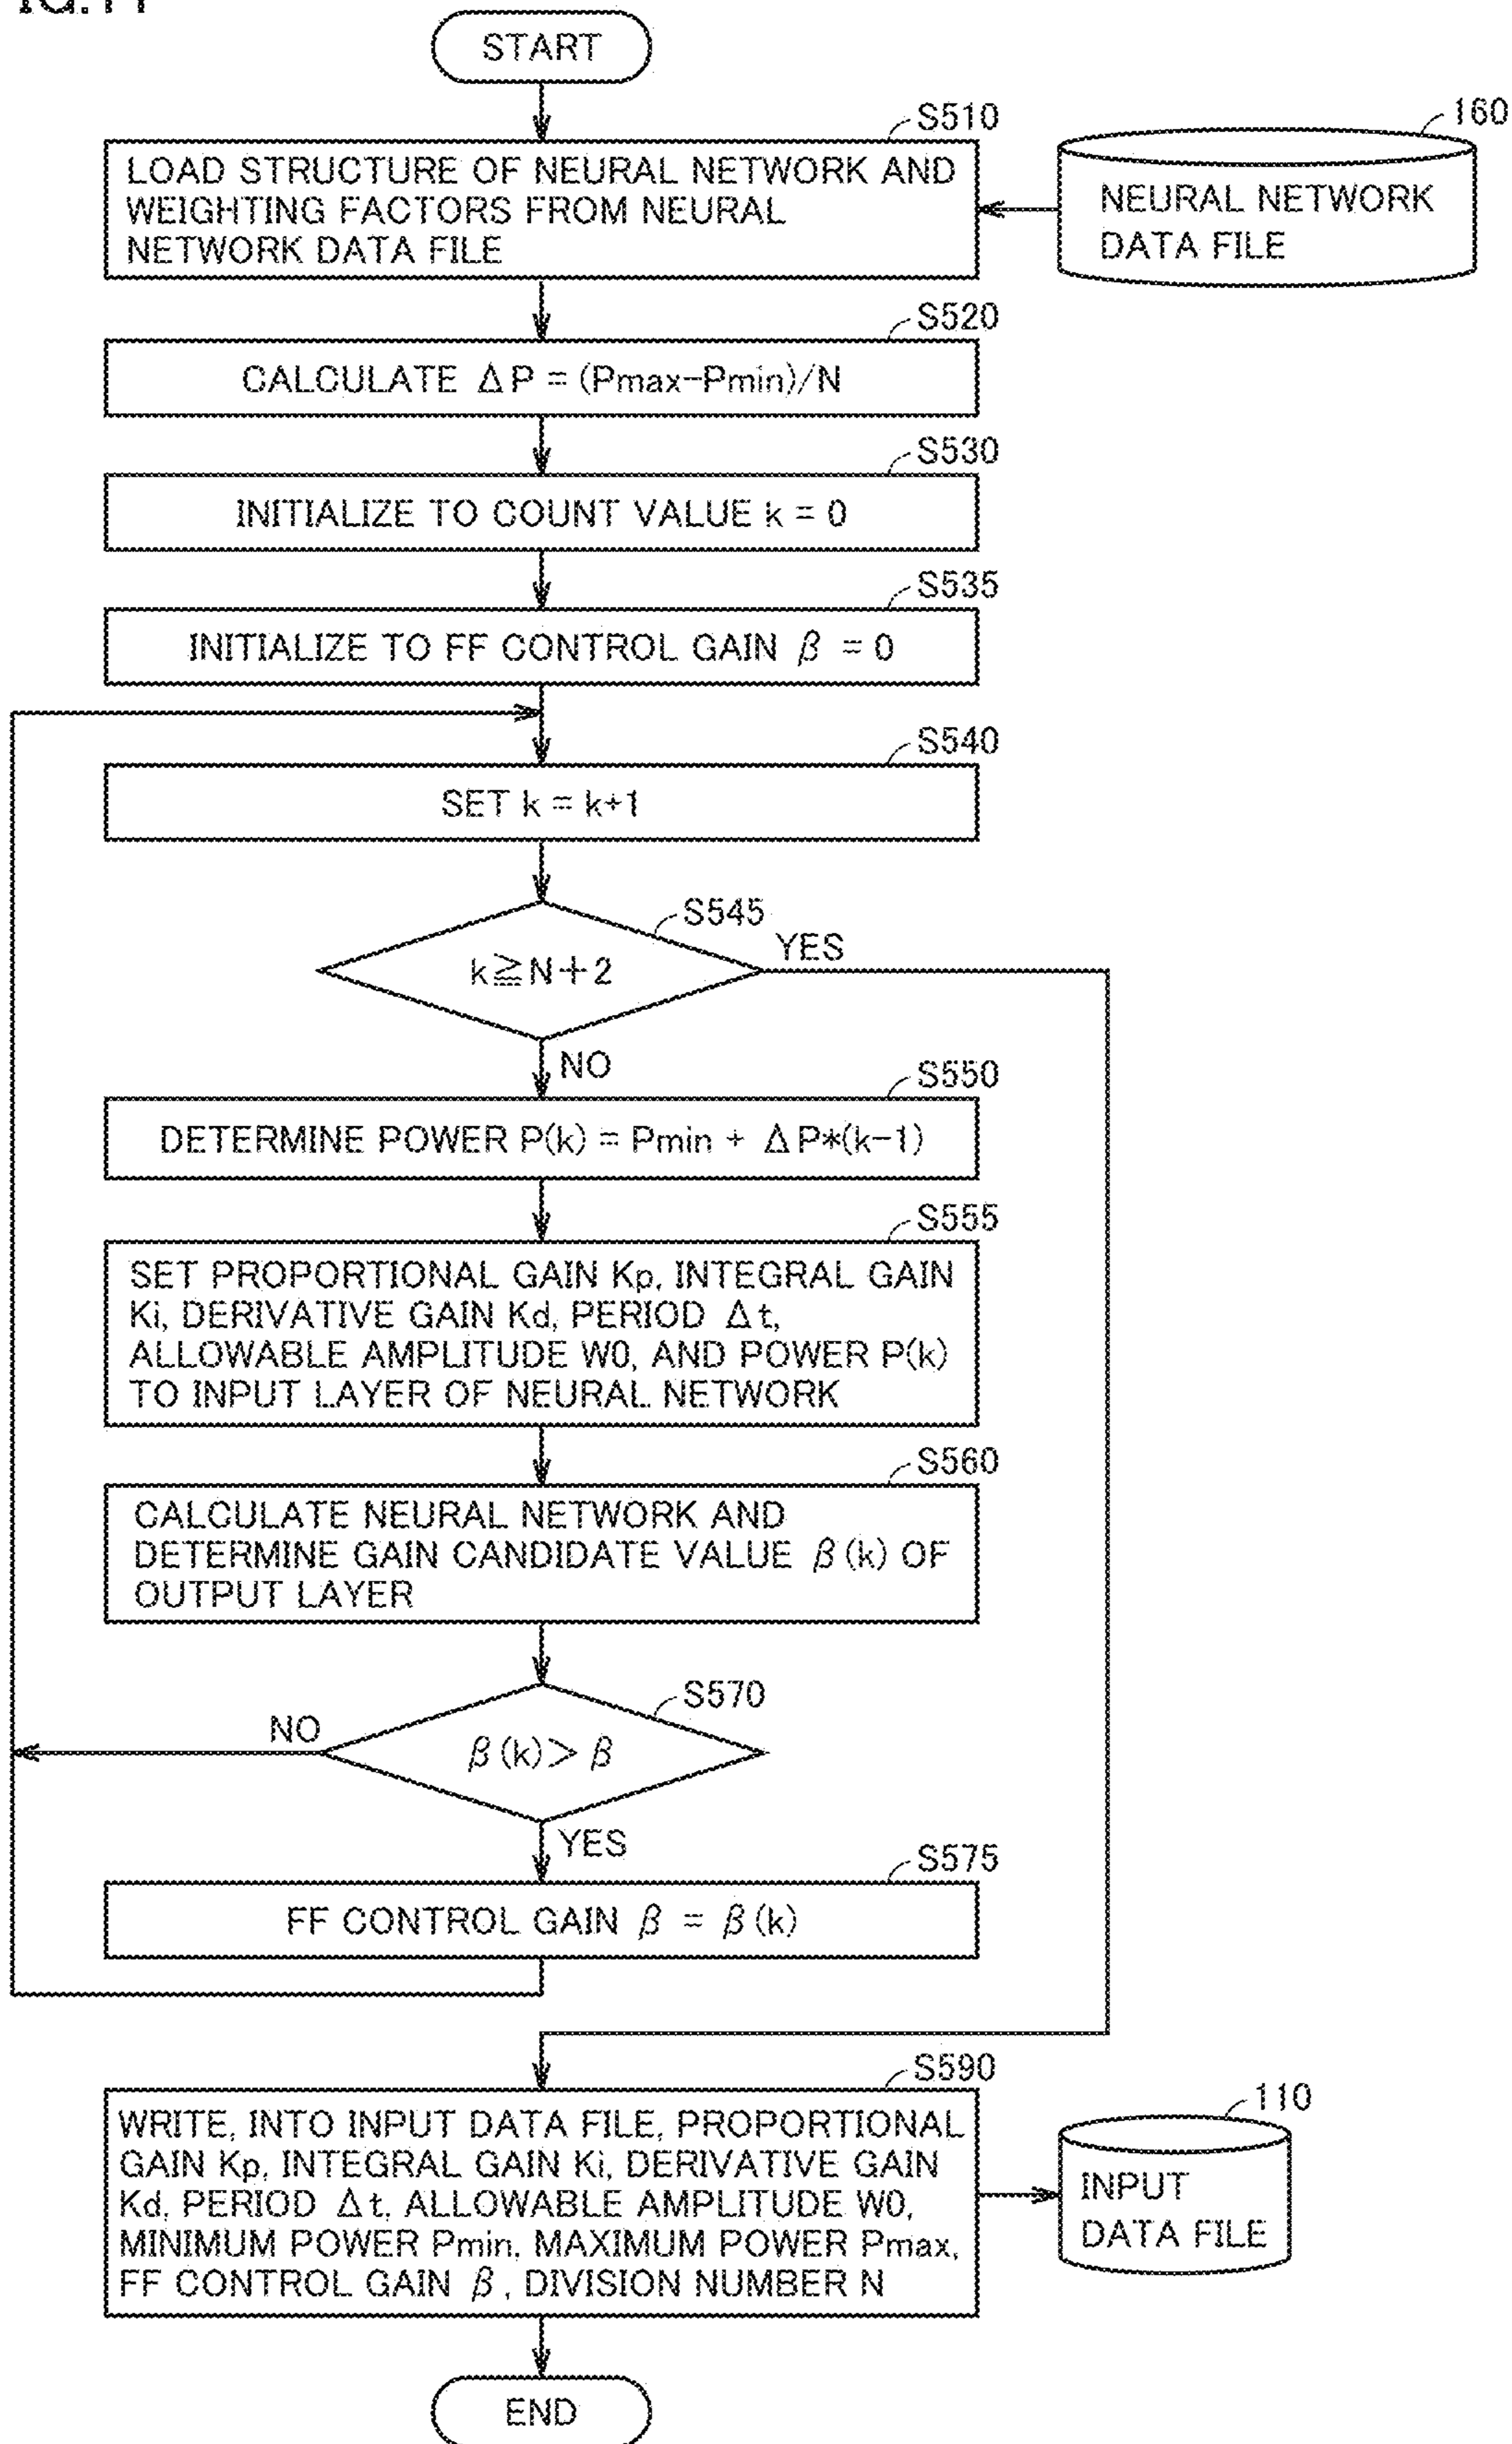 START
S510
160
LOAD STRUCTURE OF NEURAL NETWORK AND
WEIGHTING FACTORS FROM NEURAL
NETWORK DATA FILE
NEURAL NETWORK
DATA FILE
S520
CALCULATE ΔP = (Pmax-Pmin)/N
S530
INITIALIZE TO COUNT VALUE k = 0
S535
INITIALIZE TO FF CONTROL GAIN β = 0
S540
SET k = k+1
S545
k≧N+2
YES
NO
S550
DETERMINE POWER P(k) = Pmin + ΔP*(k-1)
S555
SET PROPORTIONAL GAIN Kp, INTEGRAL GAIN
Ki, DERIVATIVE GAIN Kd, PERIOD Δt,
ALLOWABLE AMPLITUDE W0, AND POWER P(k)
TO INPUT LAYER OF NEURAL NETWORK
S560
CALCULATE NEURAL NETWORK AND
DETERMINE GAIN CANDIDATE VALUE β(k) OF
OUTPUT LAYER
S570
NO
β(k)> β
YES
S575
FF CONTROL GAIN β = β(k)
S590
110
WRITE, INTO INPUT DATA FILE, PROPORTIONAL
GAIN Kp, INTEGRAL GAIN Ki, DERIVATIVE GAIN
Kd, PERIOD Δt, ALLOWABLE AMPLITUDE W0,
MINIMUM POWER Pmin, MAXIMUM POWER Pmax,
FF CONTROL GAIN β, DIVISION NUMBER N
INPUT
DATA FILE
END